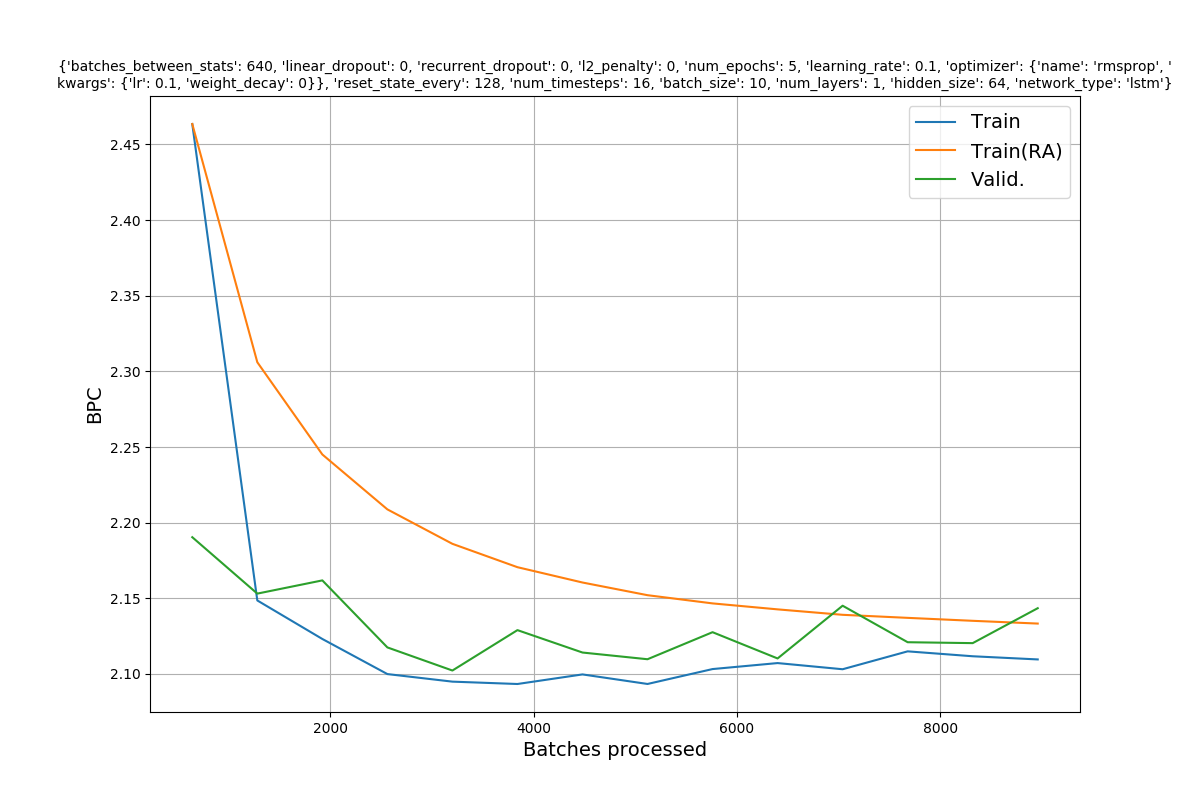 {'batches_between_stats': 640, 'linear_dropout': 0, 'recurrent_dropout': 0, 'l2_penalty': 0, 'num_epochs': 5, 'learning_rate': 0.1, 'optimizer': {'name': 'rmsprop', '
kwargs': {'lr': 0.1, 'weight_decay': 0}}, 'reset_state_every': 128, 'num_timesteps': 16, 'batch_size': 10, 'num_layers': 1, 'hidden_size': 64, 'network_type': 'lstm'}
Train
Train(RA)
Valid.
2.45
2.40
2.35
2.30
2.25
2.20
2.15
2.10
BPC
2000
4000
6000
8000
Batches processed